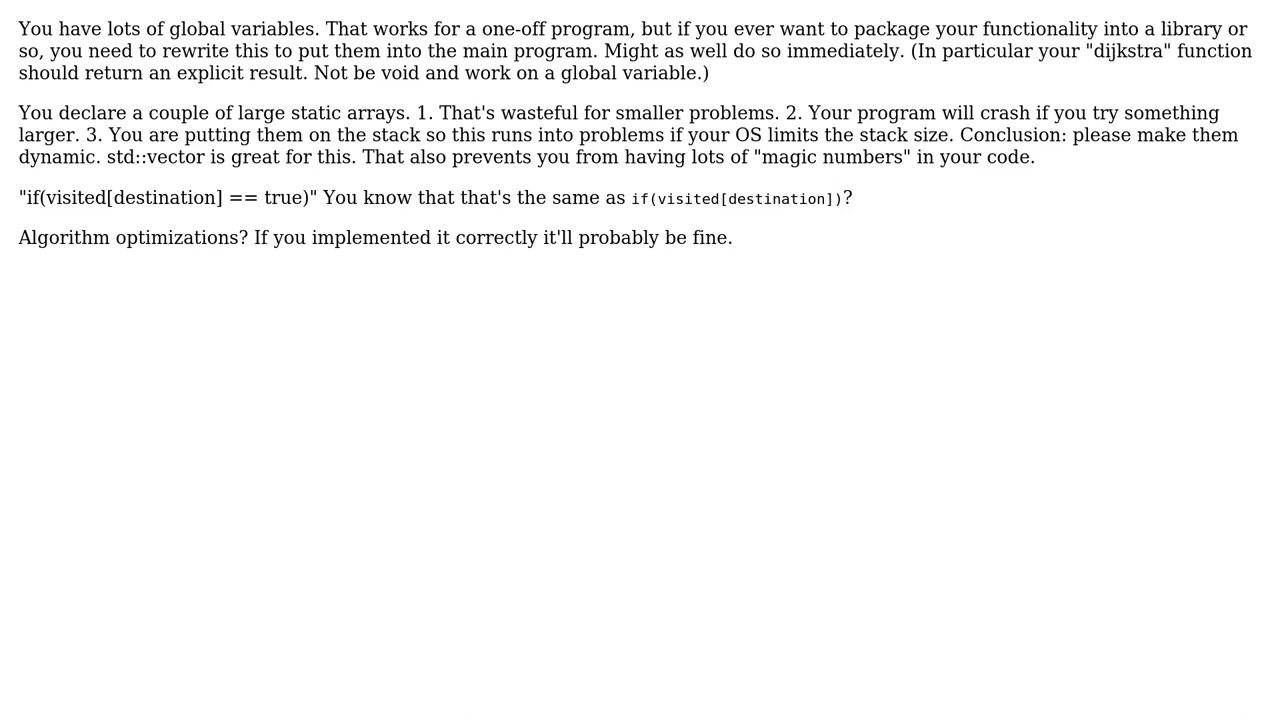 You have lots of global variables. That works for a one-off program, but if you ever want to package your functionality into a library or
so, you need to rewrite this to put them into the main program. Might as well do so immediately. (In particular your "dijkstra" function
should return an explicit result. Not be void and work on a global variable.)
You declare a couple of large static arrays. 1. That's wasteful for smaller problems. 2. Your program will crash if you try something
larger. 3. You are putting them on the stack so this runs into problems if your OS limits the stack size. Conclusion: please make them
dynamic. std::vector is great for this. That also prevents you from having lots of "magic numbers" in your code.
"if(visited[destination] == true)" You know that that's the same as if(visited[destination])?
Algorithm optimizations? If you implemented it correctly it'll probably be fine.